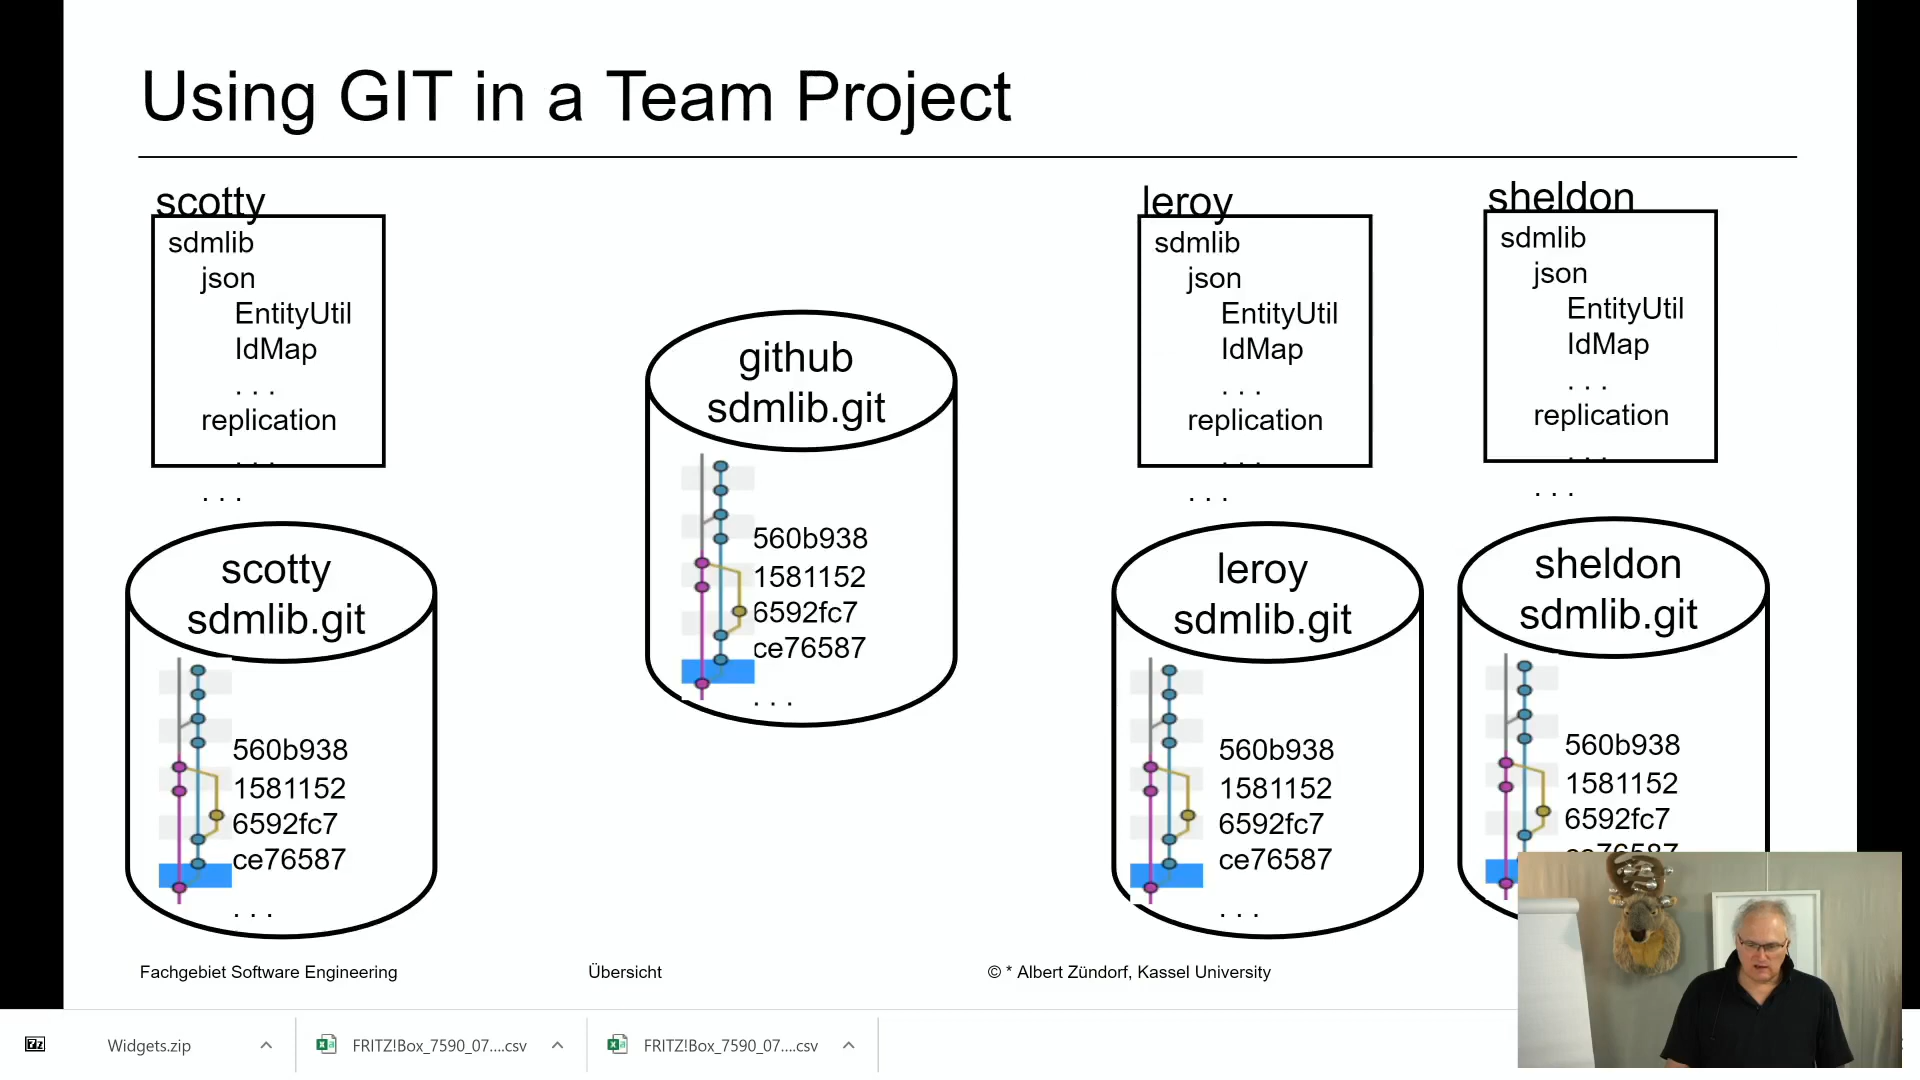 Using GIT in a Team Project
scotty
sdmlib
json
EntityUtil
IdMap
. . .
replication
. . .
. . .
scotty
sdmlib.git
560b938
1581152
6592fc7
ce76587
. . .
github
sdmlib.git
560b938
1581152
6592fc7
ce76587
. . .
leroy
sdmlib
json
EntityUtil
IdMap
. . .
replication
. . .
. . .
leroy
sdmlib.git
560b938
1581152
6592fc7
ce76587
. . .
sheldon
sdmlib
json
EntityUtil
IdMap
. . .
replication
. . .
. . .
sheldon
sdmlib.git
560b938
1581152
6592fc7
ce76587
Fachgebiet Software Engineering
Übersicht
© * Albert Zündorf, Kassel University
Widgets.zip
FRITZ!Box_7590_07....csv
FRITZ!Box_7590_07....csv